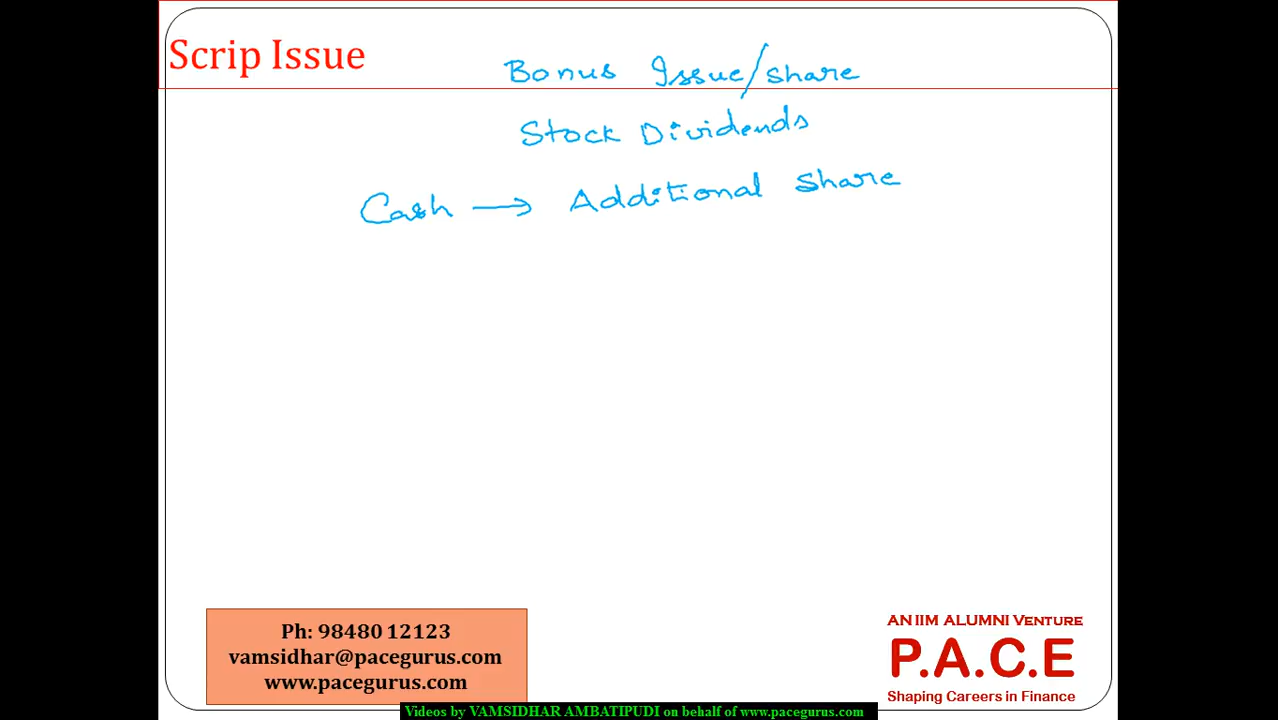 Scrip Issue
Bonus Issue/share
Stock Dividends
Cash → Additional share
Ph: 98480 12123
vamsidhar@pacegurus.com
www.pacegurus.com
AN IIM ALUMNI VENTURE
P.A.C.E
Shaping Careers in Finance
Videos by VAMSIDHAR AMBATIPUDI on behalf of www.pacegurus.com